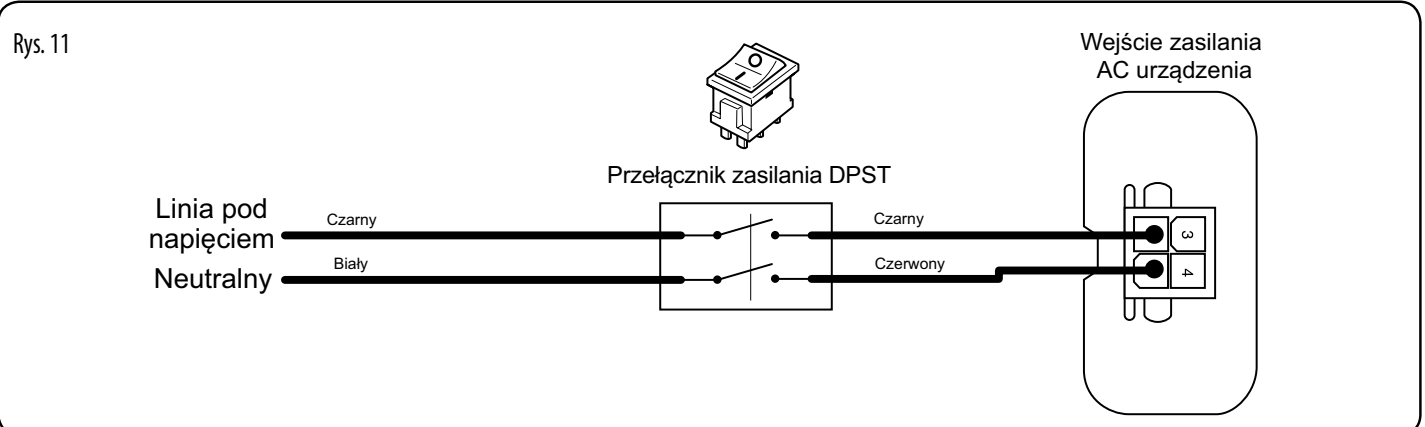 Rys. 11
Wejście zasilania
AC urządzenia
Przełącznik zasilania DPST
Linia pod
napięciem
Czarny
Czarny
3
Neutralny
Biały
Czerwony
4